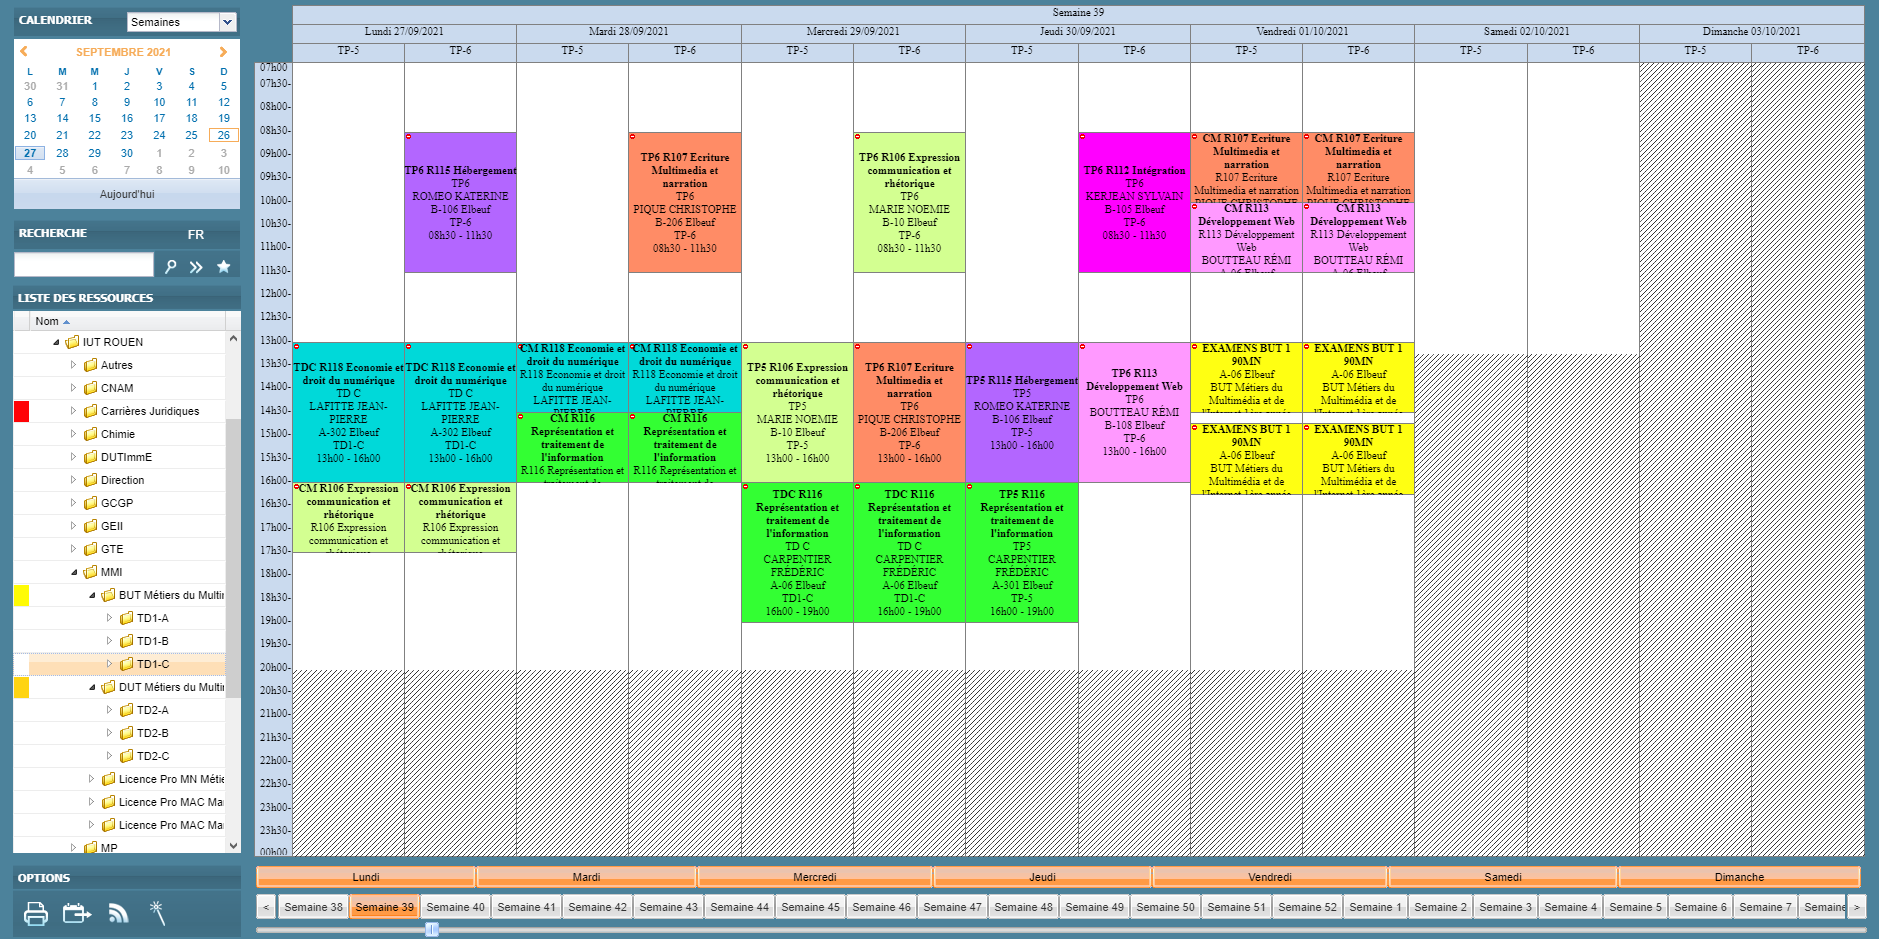 CALENDRIER
Semaines
SEPTEMBRE 2021
L M M J V S D
30 31 1 2 3 4 5
6 7 8 9 10 11 12
13 14 15 16 17 18 19
20 21 22 23 24 25 26
27 28 29 30 1 2 3
4 5 6 7 8 9 10
Aujourd'hui
RECHERCHE FR
LISTE DES RESSOURCES
Nom
IUT ROUEN
Autres
CNAM
Carrières Juridiques
Chimie
DUTImmE
Direction
GCGP
GEII
GTE
MMI
BUT Métiers du Multir
TD1-A
TD1-B
TD1-C
DUT Métiers du Multir
TD2-A
TD2-B
TD2-C
Licence Pro MN Métie
Licence Pro MAC Mar
Licence Pro MAC Mar
MP
OPTIONS
Semaine 39
Lundi 27/09/2021 Mardi 28/09/2021 Mercredi 29/09/2021 Jeudi 30/09/2021 Vendredi 01/10/2021 Samedi 02/10/2021 Dimanche 03/10/2021
TP-5 TP-6 TP-5 TP-6 TP-5 TP-6 TP-5 TP-6 TP-5 TP-6 TP-5 TP-6 TP-5 TP-6
07h00
07h30-
08h00-
08h30-
09h00-
09h30-
10h00-
10h30-
11h00-
11h30-
12h00-
12h30-
13h00-
13h30-
14h00-
14h30-
15h00-
15h30-
16h00-
16h30-
17h00-
17h30-
18h00-
18h30-
19h00-
19h30-
20h00-
20h30-
21h00-
21h30-
22h00-
22h30-
23h00-
23h30-
00h00
TP6 R115 Hébergement
TP6
ROMEO KATERINE
B-106 Elbeuf
TP-6
08h30 - 11h30
TP6 R107 Ecriture
Multimedia et
narration
TP6
PIQUE CHRISTOPHE
B-206 Elbeuf
TP-6
08h30 - 11h30
TP6 R106 Expression
communication et
rhétorique
TP6
MARIE NOEMIE
B-10 Elbeuf
TP-6
08h30 - 11h30
TP6 R112 Intégration
TP6
KERJEAN SYLVAIN
B-105 Elbeuf
TP-6
08h30 - 11h30
CM R107 Ecriture
Multimedia et
narration
R107 Ecriture
Multimedia et narration
PIQUE CHRISTOPHE
CM R107 Ecriture
Multimedia et
narration
R107 Ecriture
Multimedia et narration
PIQUE CHRISTOPHE
CM R113
Développement Web
R113 Développement
Web
BOUTTEAU RÉMI
A-06 Elbeuf
CM R113
Développement Web
R113 Développement
Web
BOUTTEAU RÉMI
A-06 Elbeuf
TDC R118 Economie et
droit du numérique
TD C
LAFITTE JEAN-
PIERRE
A-302 Elbeuf
TD1-C
13h00 - 16h00
TDC R118 Economie et
droit du numérique
TD C
LAFITTE JEAN-
PIERRE
A-302 Elbeuf
TD1-C
13h00 - 16h00
CM R118 Economie et
droit du numérique
R118 Economie et droit
du numérique
LAFITTE JEAN-
PIERRE
CM R118 Economie et
droit du numérique
R118 Economie et droit
du numérique
LAFITTE JEAN-
PIERRE
CM R116
Représentation et
traitement de
l'information
R116 Représentation et
traitement de
CM R116
Représentation et
traitement de
l'information
R116 Représentation et
traitement de
TP5 R106 Expression
communication et
rhétorique
TP5
MARIE NOEMIE
B-10 Elbeuf
TP-5
13h00 - 16h00
TP6 R107 Ecriture
Multimedia et
narration
TP6
PIQUE CHRISTOPHE
B-206 Elbeuf
TP-6
13h00 - 16h00
TP5 R115 Hébergement
TP5
ROMEO KATERINE
B-106 Elbeuf
TP-5
13h00 - 16h00
TP6 R113
Développement Web
TP6
BOUTTEAU RÉMI
B-108 Elbeuf
TP-6
13h00 - 16h00
EXAMENS BUT 1
90MN
A-06 Elbeuf
BUT Métiers du
Multimédia et de
l'Internet 1ère année
EXAMENS BUT 1
90MN
A-06 Elbeuf
BUT Métiers du
Multimédia et de
l'Internet 1ère année
EXAMENS BUT 1
90MN
A-06 Elbeuf
BUT Métiers du
Multimédia et de
l'Internet 1ère année
EXAMENS BUT 1
90MN
A-06 Elbeuf
BUT Métiers du
Multimédia et de
l'Internet 1ère année
CM R106 Expression
communication et
rhétorique
R106 Expression
communication et
rhétorique
CM R106 Expression
communication et
rhétorique
R106 Expression
communication et
rhétorique
TDC R116
Représentation et
traitement de
l'information
TD C
CARPENTIER
FRÉDÉRIC
A-06 Elbeuf
TD1-C
16h00 - 19h00
TDC R116
Représentation et
traitement de
l'information
TD C
CARPENTIER
FRÉDÉRIC
A-06 Elbeuf
TD1-C
16h00 - 19h00
TP5 R116
Représentation et
traitement de
l'information
TP5
CARPENTIER
FRÉDÉRIC
A-301 Elbeuf
TP-5
16h00 - 19h00
Lundi Mardi Mercredi Jeudi Vendredi Samedi Dimanche
< Semaine 38 Semaine 39 Semaine 40 Semaine 41 Semaine 42 Semaine 43 Semaine 44 Semaine 45 Semaine 46 Semaine 47 Semaine 48 Semaine 49 Semaine 50 Semaine 51 Semaine 52 Semaine 1 Semaine 2 Semaine 3 Semaine 4 Semaine 5 Semaine 6 Semaine 7 Semaine >